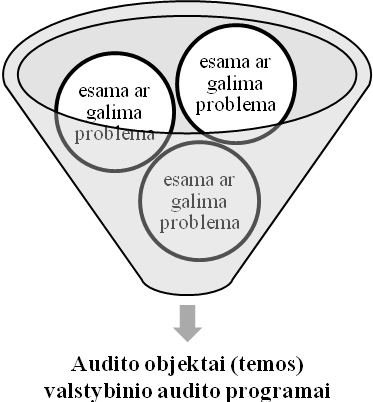 esama ar
galima
problema
esama ar
galima
problema
esama ar
galima
problema
Audito objektai (temos)
valstybinio audito programai